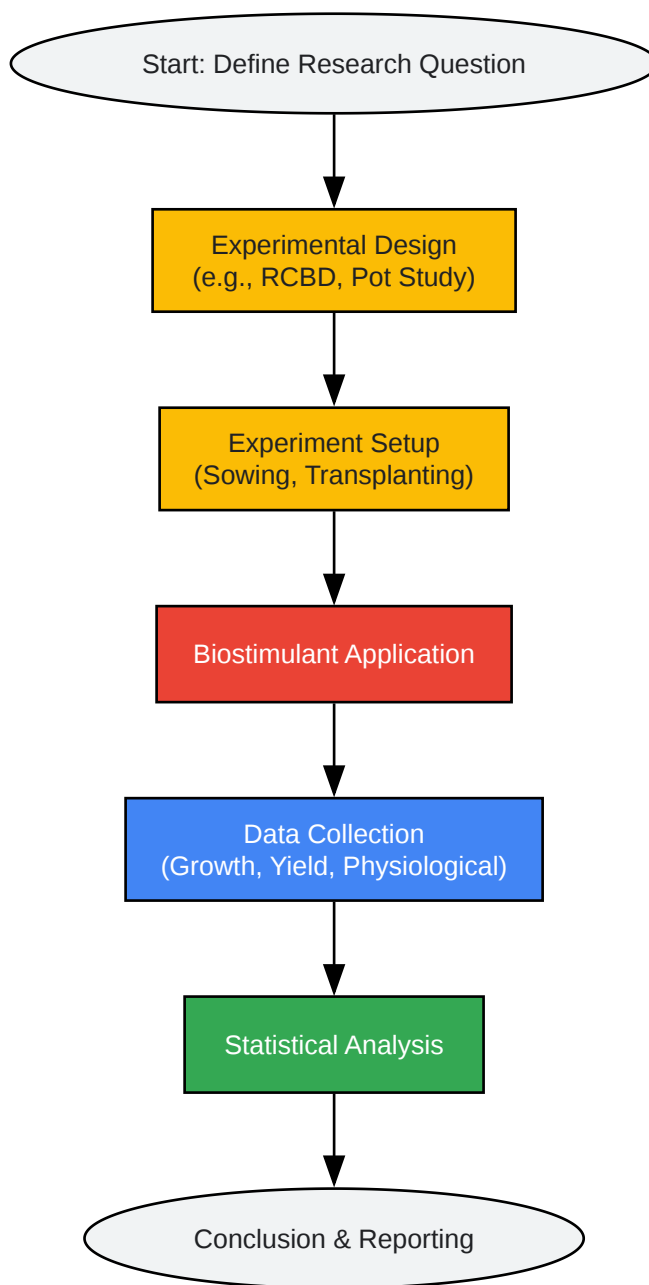 Start: Define Research Question
Experimental Design
(e.g., RCBD, Pot Study)
Experiment Setup
(Sowing, Transplanting)
Biostimulant Application
Data Collection
(Growth, Yield, Physiological)
Statistical Analysis
Conclusion & Reporting